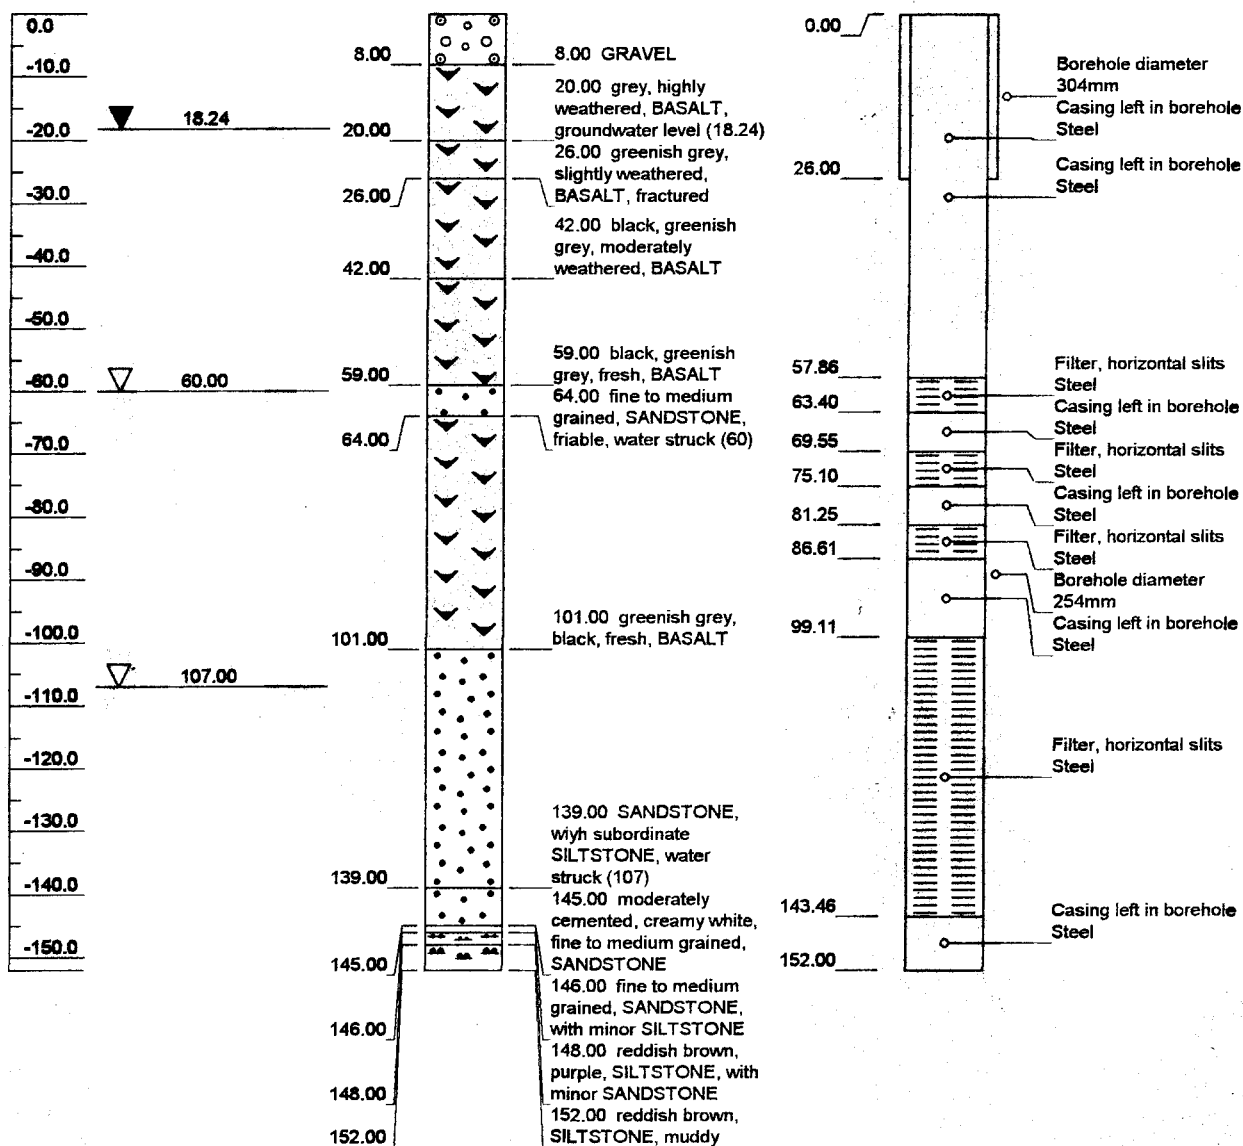 0.0
-10.0
-20.0
-30.0
-40.0
-50.0
-60.0
-70.0
-80.0
-90.0
-100.0
-110.0
-120.0
-130.0
-140.0
-150.0
18.24
60.00
107.00
8.00
20.00
26.00
42.00
59.00
64.00
101.00
139.00
145.00
146.00
148.00
152.00
8.00 GRAVEL
20.00 grey, highly
weathered, BASALT,
groundwater level (18.24)
26.00 greenish grey,
slightly weathered,
BASALT, fractured
42.00 black, greenish
grey, moderately
weathered, BASALT
59.00 black, greenish
grey, fresh, BASALT
64.00 fine to medium
grained, SANDSTONE,
friable, water struck (60)
101.00 greenish grey,
black, fresh, BASALT
139.00 SANDSTONE,
wiyh subordinate
SILTSTONE, water
struck (107)
145.00 moderately
cemented, creamy white,
fine to medium grained,
SANDSTONE
146.00 fine to medium
grained, SANDSTONE,
with minor SILTSTONE
148.00 reddish brown,
purple, SILTSTONE, with
minor SANDSTONE
152.00 reddish brown,
SILTSTONE, muddy
0.00
26.00
57.86
63.40
69.55
75.10
81.25
86.61
99.11
143.46
152.00
Borehole diameter
304mm
Casing left in borehole
Steel
Casing left in borehole
Steel
Filter, horizontal slits
Steel
Casing left in borehole
Steel
Filter, horizontal slits
Steel
Casing left in borehole
Steel
Filter, horizontal slits
Steel
Borehole diameter
254mm
Casing left in borehole
Steel
Filter, horizontal slits
Steel
Casing left in borehole
Steel